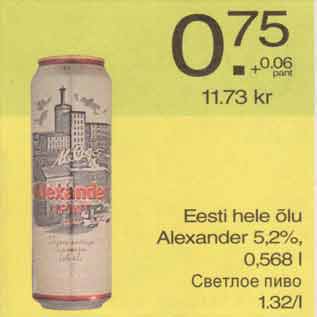 0.75
+0.06
pant
11.73 kr
Alexander
Eesti hele õlu
Alexander 5,2%,
0,568 l
Светлое пиво
1.32/l